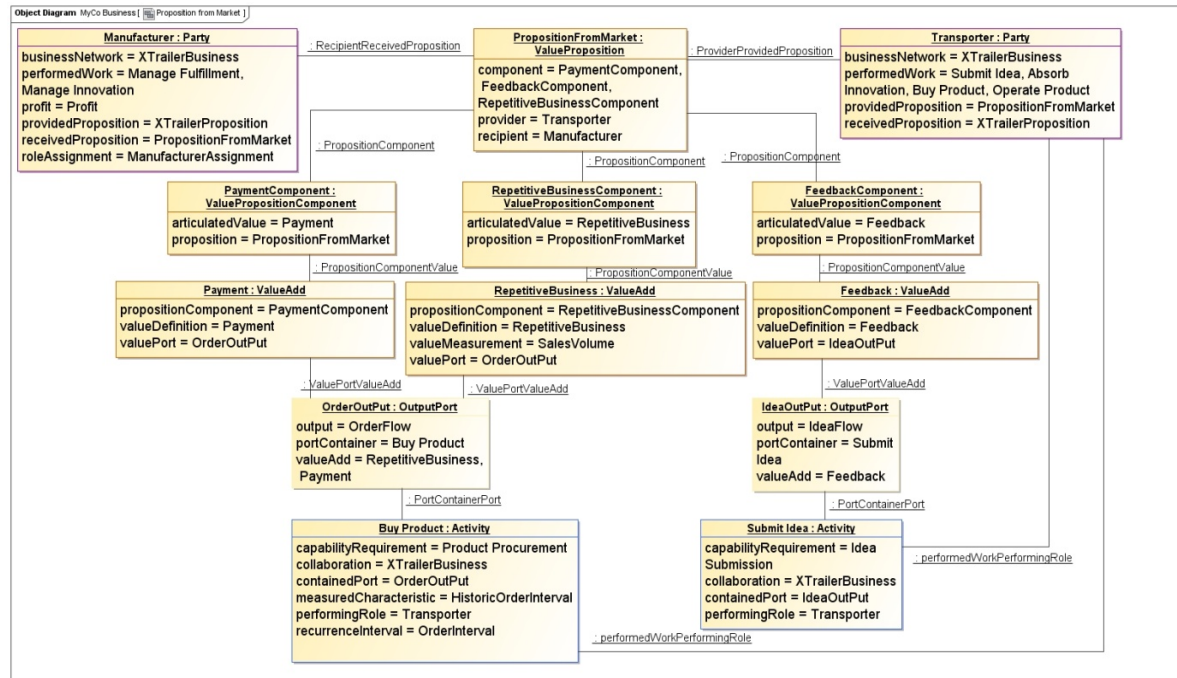 Object Diagram MyCo Business [ Proposition from Market ]
Manufacturer : Party
businessNetwork = XTrailerBusiness
performedWork = Manage Fulfillment,
Manage Innovation
profit = Profit
providedProposition = XTrailerProposition
receivedProposition = PropositionFromMarket
roleAssignment = ManufacturerAssignment
: RecipientReceivedProposition
PropositionFromMarket :
ValueProposition
component = PaymentComponent,
FeedbackComponent,
RepetitiveBusinessComponent
provider = Transporter
recipient = Manufacturer
: ProviderProvidedProposition
Transporter : Party
businessNetwork = XTrailerBusiness
performedWork = Submit Idea, Absorb
Innovation, Buy Product, Operate Product
providedProposition = PropositionFromMarket
receivedProposition = XTrailerProposition
: PropositionComponent
: PropositionComponent
: PropositionComponent
PaymentComponent :
ValuePropositionComponent
articulatedValue = Payment
proposition = PropositionFromMarket
RepetitiveBusinessComponent :
ValuePropositionComponent
articulatedValue = RepetitiveBusiness
proposition = PropositionFromMarket
FeedbackComponent :
ValuePropositionComponent
articulatedValue = Feedback
proposition = PropositionFromMarket
: PropositionComponentValue
: PropositionComponentValue
: PropositionComponentValue
Payment : ValueAdd
propositionComponent = PaymentComponent
valueDefinition = Payment
valuePort = OrderOutPut
RepetitiveBusiness : ValueAdd
propositionComponent = RepetitiveBusinessComponent
valueDefinition = RepetitiveBusiness
valueMeasurement = SalesVolume
valuePort = OrderOutPut
Feedback : ValueAdd
propositionComponent = FeedbackComponent
valueDefinition = Feedback
valuePort = IdeaOutPut
: ValuePortValueAdd
: ValuePortValueAdd
: ValuePortValueAdd
OrderOutPut : OutputPort
output = OrderFlow
portContainer = Buy Product
valueAdd = RepetitiveBusiness,
Payment
IdeaOutPut : OutputPort
output = IdeaFlow
portContainer = Submit
Idea
valueAdd = Feedback
: PortContainerPort
: PortContainerPort
Buy Product : Activity
capabilityRequirement = Product Procurement
collaboration = XTrailerBusiness
containedPort = OrderOutPut
measuredCharacteristic = HistoricOrderInterval
performingRole = Transporter
recurrenceInterval = OrderInterval
Submit Idea : Activity
capabilityRequirement = Idea
Submission
collaboration = XTrailerBusiness
containedPort = IdeaOutPut
performingRole = Transporter
: performedWorkPerformingRole
: performedWorkPerformingRole